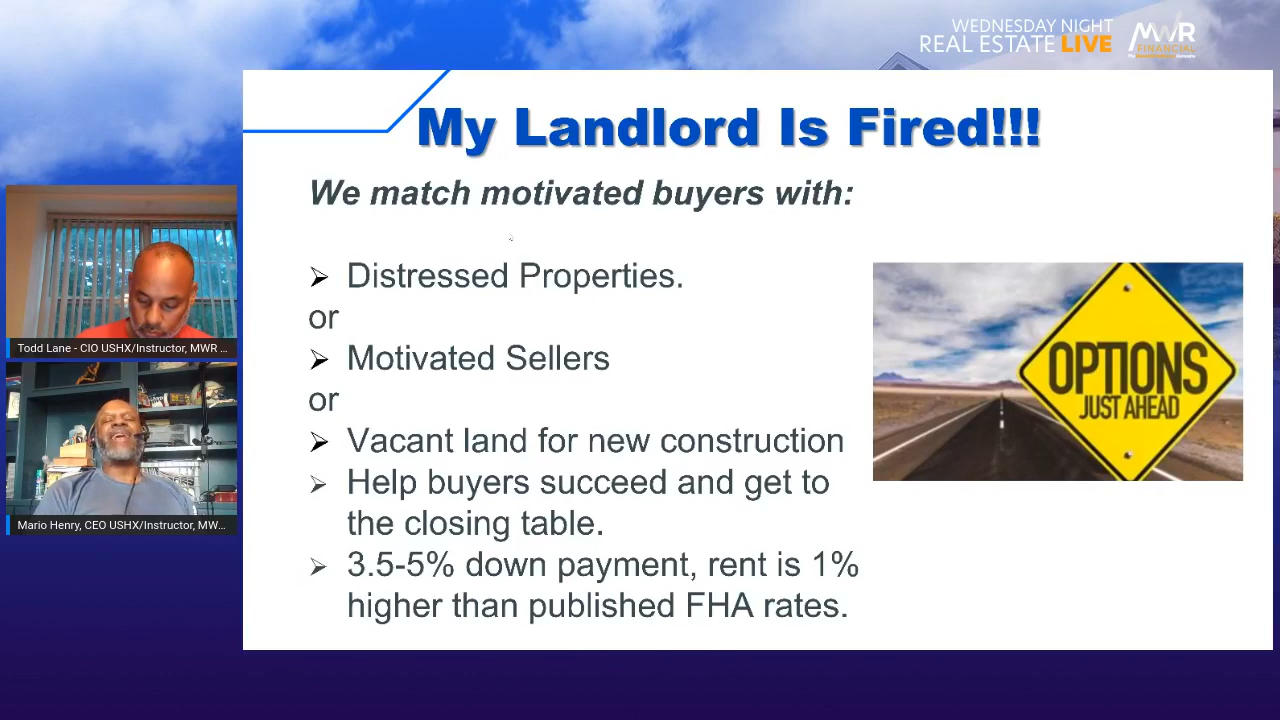 WEDNESDAY NIGHT
REAL ESTATE LIVE
MWR
FINANCIAL
My Landlord Is Fired!!!
We match motivated buyers with:
➢ Distressed Properties.
or
➢ Motivated Sellers
or
➢ Vacant land for new construction
➢ Help buyers succeed and get to
the closing table.
➢ 3.5-5% down payment, rent is 1%
higher than published FHA rates.
OPTIONS
JUST AHEAD
Todd Lane - CIO USHX/Instructor, MWR ...
Mario Henry, CEO USHX/Instructor, MW...